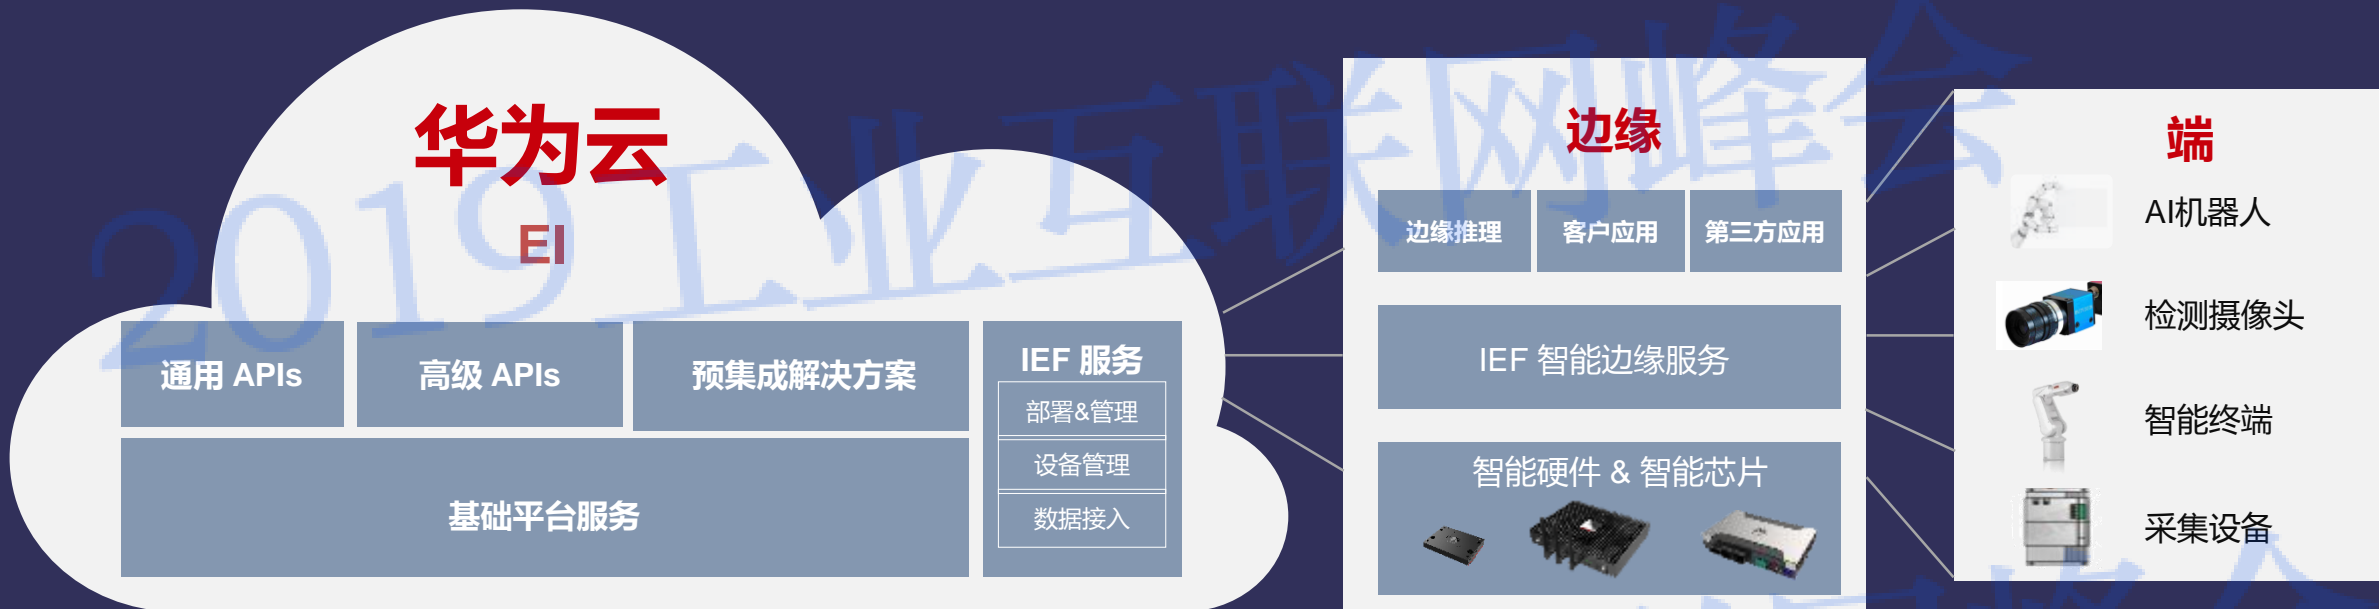 华为云
EI
通用 APIs
高级 APIs
预集成解决方案
IEF 服务
部署&管理
设备管理
数据接入
基础平台服务
边缘
边缘推理
客户应用
第三方应用
IEF 智能边缘服务
智能硬件 & 智能芯片
端
AI机器人
检测摄像头
智能终端
采集设备
2019工业互联网峰会